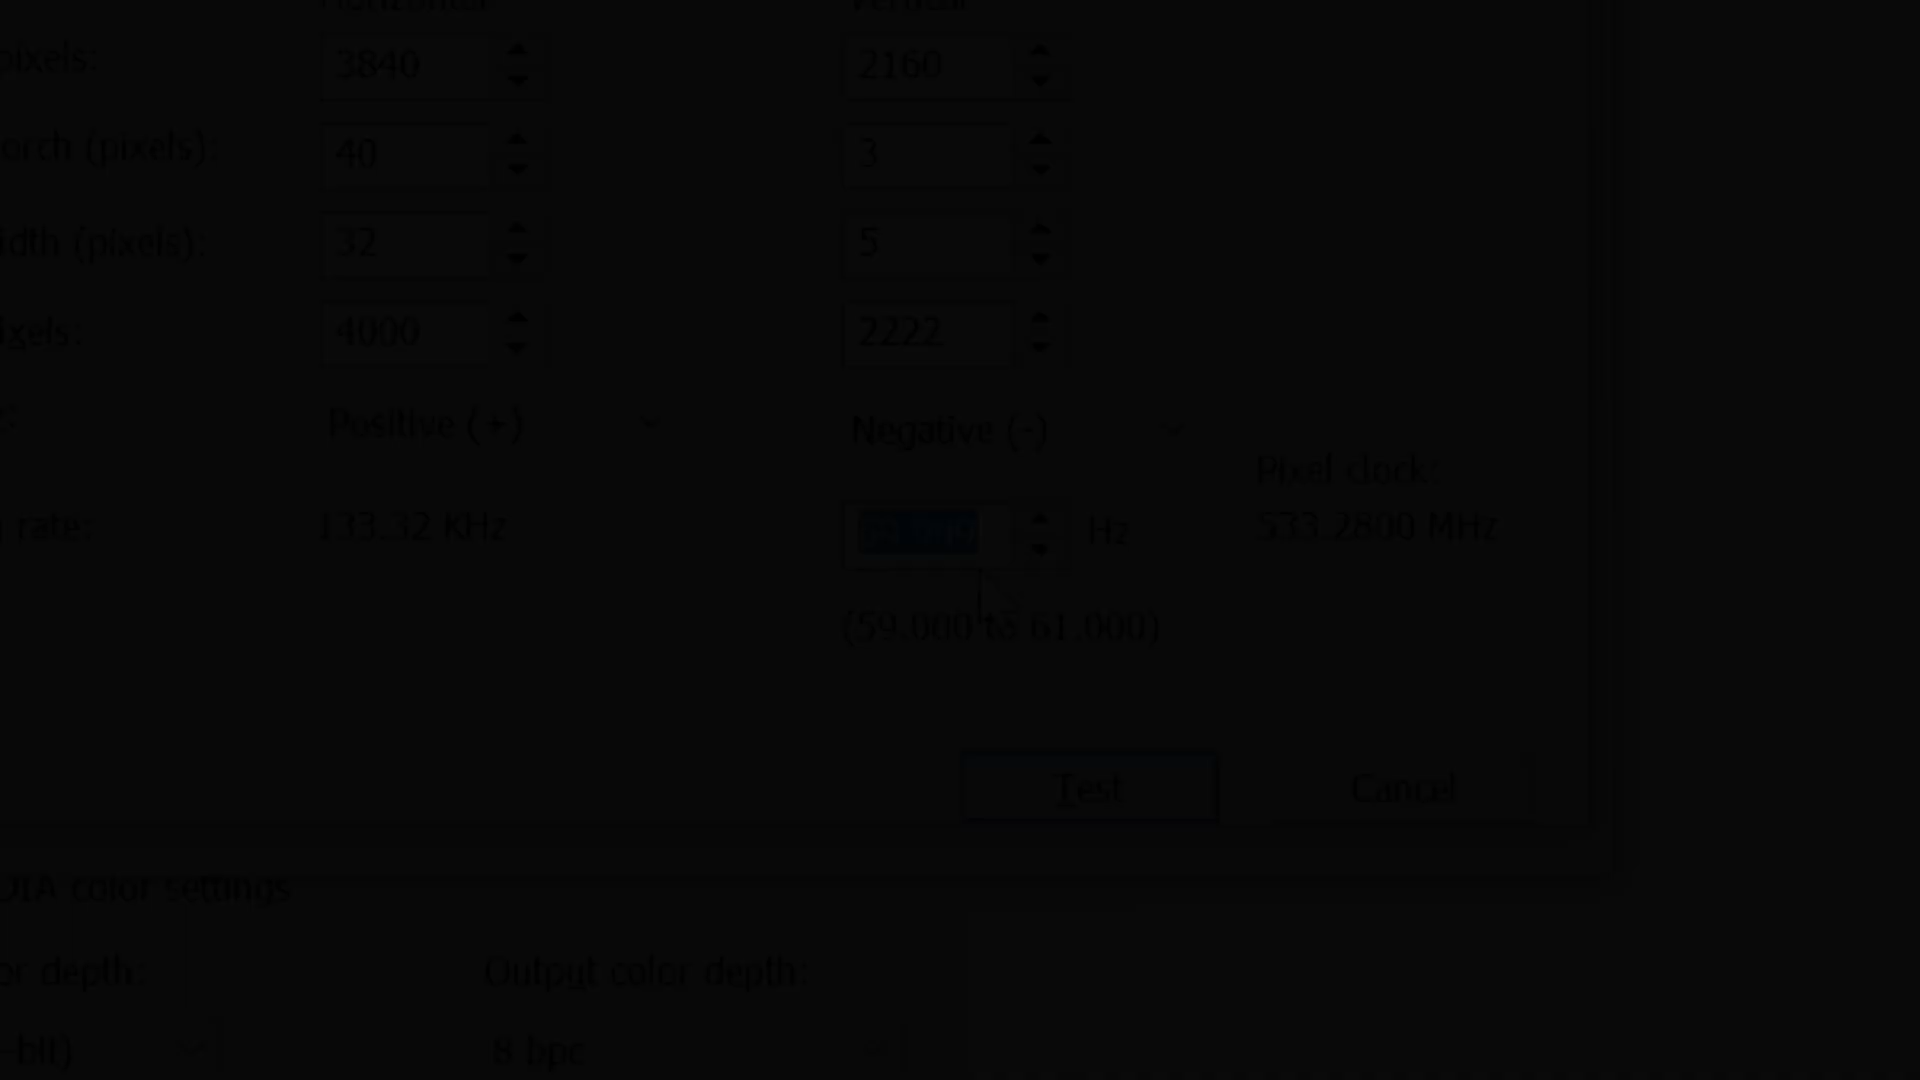 Horizontal Vertical
pixels: 3840 2160
orch (pixels): 40 3
idth (pixels): 32 5
ixels: 4000 2222
Positive (+) Negative (-)
Pixel clock:
rate: 133.32 KHz Hz 533.2800 MHz
(59.000 to 61.000)
Test Cancel
color settings
or depth: Output color depth:
-bit) 8 bpc